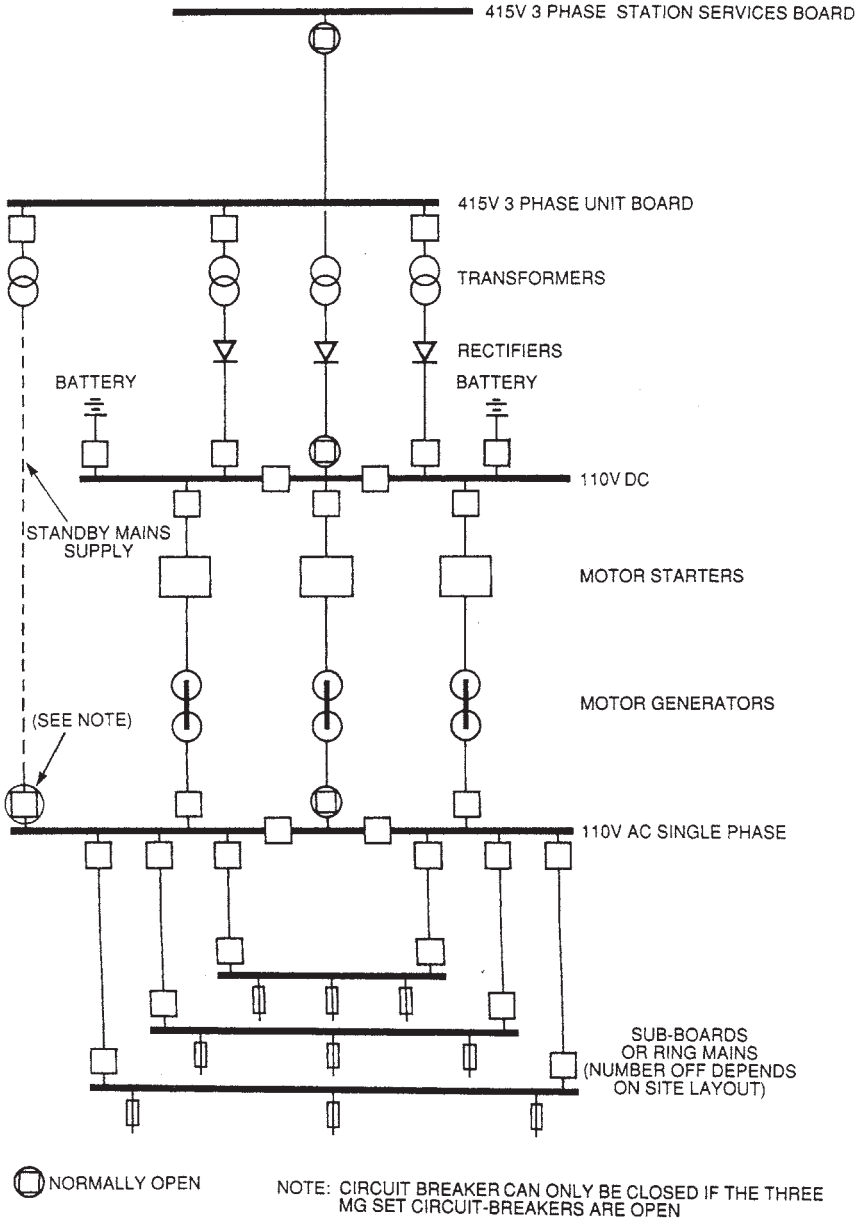 415V 3 PHASE STATION SERVICES BOARD
415V 3 PHASE UNIT BOARD
TRANSFORMERS
RECTIFIERS
BATTERY
BATTERY
110V DC
STANDBY MAINS
SUPPLY
MOTOR STARTERS
MOTOR GENERATORS
(SEE NOTE)
110V AC SINGLE PHASE
SUB-BOARDS
OR RING MAINS
(NUMBER OFF DEPENDS
ON SITE LAYOUT)
NORMALLY OPEN
NOTE: CIRCUIT BREAKER CAN ONLY BE CLOSED IF THE THREE
MG SET CIRCUIT-BREAKERS ARE OPEN